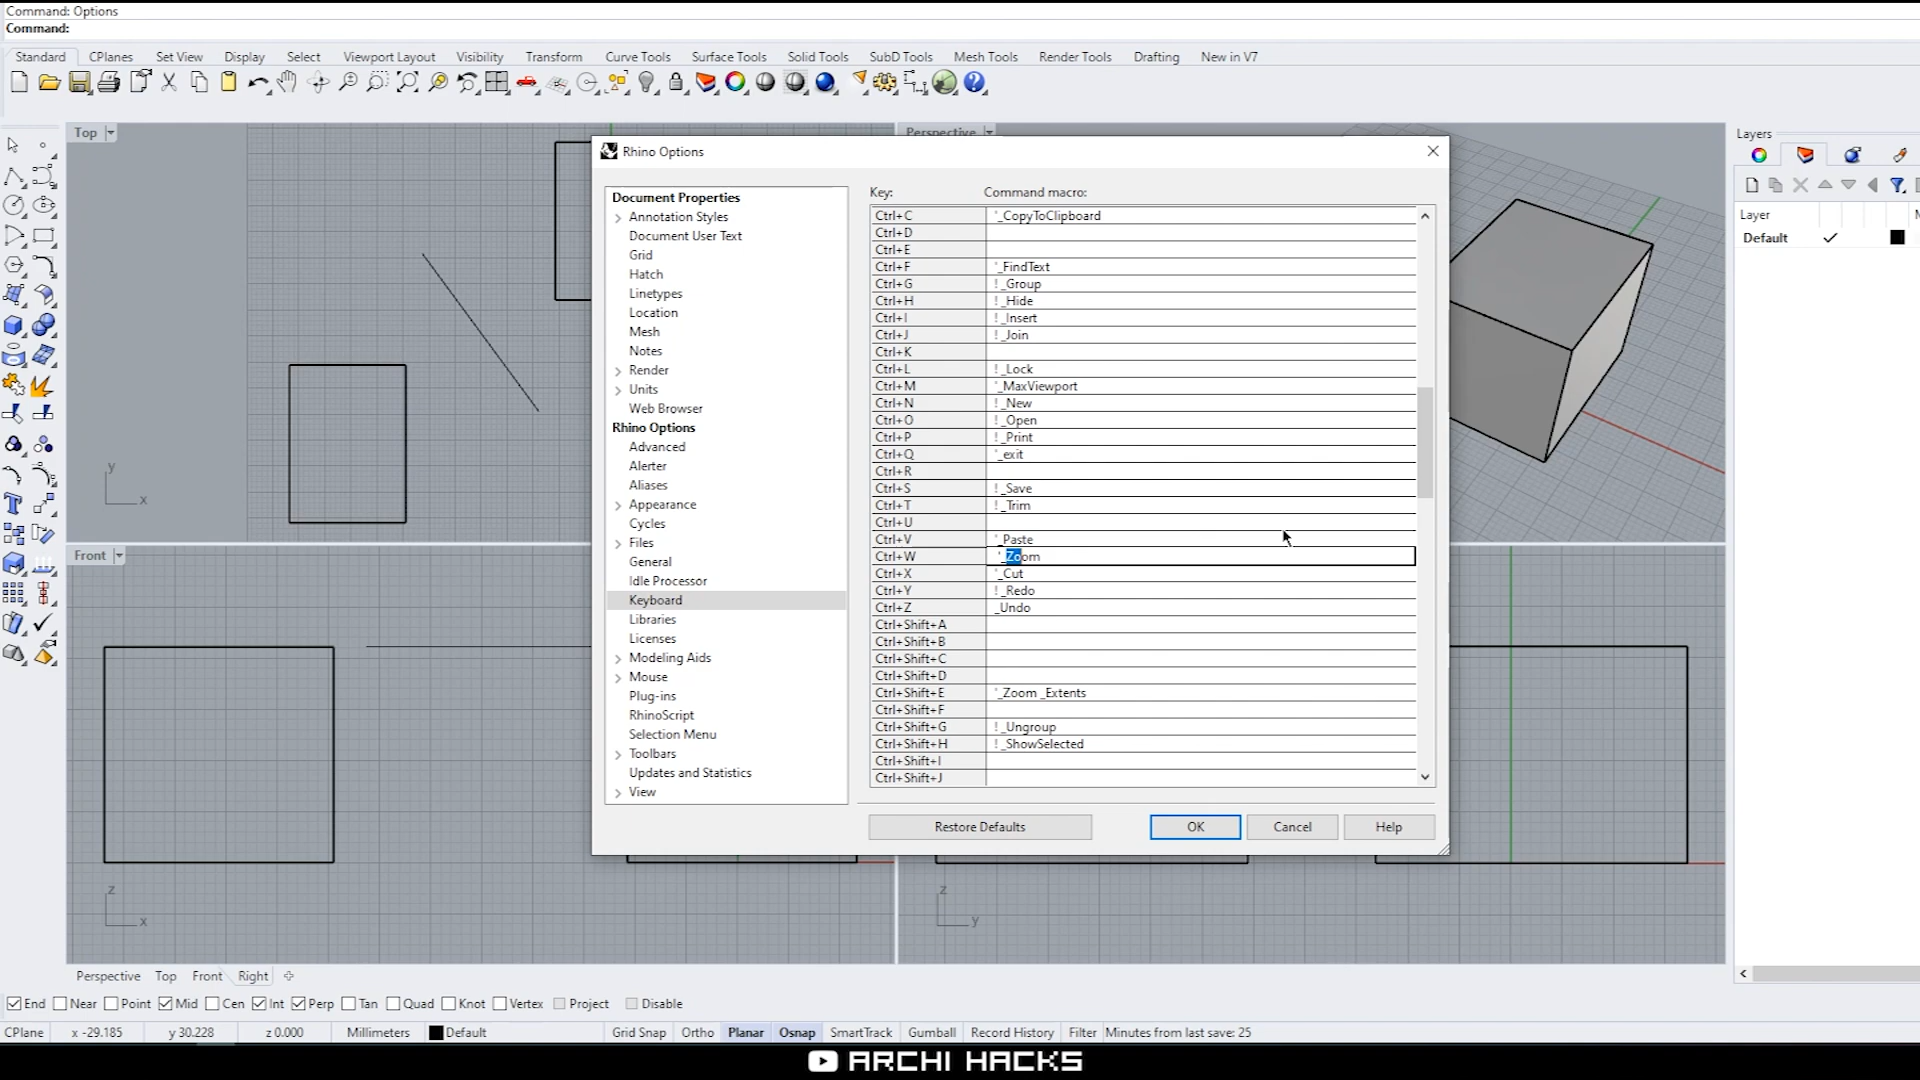 Command: Options
Command:
Standard CPlanes Set View Display Select Viewport Layout Visibility Transform Curve Tools Surface Tools Solid Tools SubD Tools Mesh Tools Render Tools Drafting New in V7
Top
Perspective
Layers
Rhino Options
Document Properties
Annotation Styles
Document User Text
Grid
Hatch
Linetypes
Location
Mesh
Notes
Render
Units
Web Browser
Rhino Options
Advanced
Alerter
Aliases
Appearance
Cycles
Files
General
Idle Processor
Keyboard
Libraries
Licenses
Modeling Aids
Mouse
Plug-ins
RhinoScript
Selection Menu
Toolbars
Updates and Statistics
View
Key: Command macro:
Ctrl+C '_CopyToClipboard
Ctrl+D
Ctrl+E
Ctrl+F '_FindText
Ctrl+G !_Group
Ctrl+H !_Hide
Ctrl+I !_Insert
Ctrl+J !_Join
Ctrl+K
Ctrl+L !_Lock
Ctrl+M '_MaxViewport
Ctrl+N !_New
Ctrl+O !_Open
Ctrl+P !_Print
Ctrl+Q '_exit
Ctrl+R
Ctrl+S !_Save
Ctrl+T !_Trim
Ctrl+U
Ctrl+V '_Paste
Ctrl+W '_Zoom
Ctrl+X '_Cut
Ctrl+Y !_Redo
Ctrl+Z _Undo
Ctrl+Shift+A
Ctrl+Shift+B
Ctrl+Shift+C
Ctrl+Shift+D
Ctrl+Shift+E '_Zoom _Extents
Ctrl+Shift+F
Ctrl+Shift+G !_Ungroup
Ctrl+Shift+H !_ShowSelected
Ctrl+Shift+I
Ctrl+Shift+J
Restore Defaults OK Cancel Help
Layer
Default
y
x
Front
z
x
z
y
Perspective Top Front Right
End Near Point Mid Cen Int Perp Tan Quad Knot Vertex Project Disable
CPlane x -29.185 y 30.228 z 0.000 Millimeters Default Grid Snap Ortho Planar Osnap SmartTrack Gumball Record History Filter Minutes from last save: 25
ARCHI HACKS